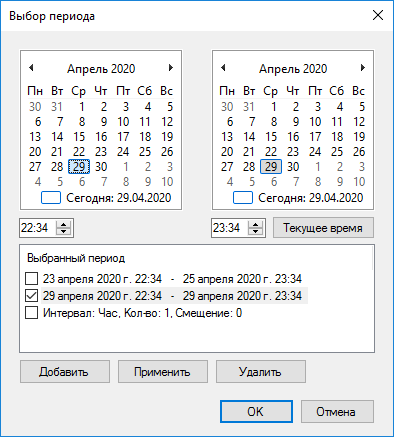 Выбор периода
Апрель 2020
Пн Вт Ср Чт Пт Сб Вс
30 31 1 2 3 4 5
6 7 8 9 10 11 12
13 14 15 16 17 18 19
20 21 22 23 24 25 26
27 28 29 30 1 2 3
4 5 6 7 8 9 10
Сегодня: 29.04.2020
Апрель 2020
Пн Вт Ср Чт Пт Сб Вс
30 31 1 2 3 4 5
6 7 8 9 10 11 12
13 14 15 16 17 18 19
20 21 22 23 24 25 26
27 28 29 30 1 2 3
4 5 6 7 8 9 10
Сегодня: 29.04.2020
22:34
23:34
Текущее время
Выбранный период
23 апреля 2020 г. 22:34 - 25 апреля 2020 г. 23:34
29 апреля 2020 г. 22:34 - 29 апреля 2020 г. 23:34
Интервал: Час, Кол-во: 1, Смещение: 0
Добавить
Применить
Удалить
OK
Отмена